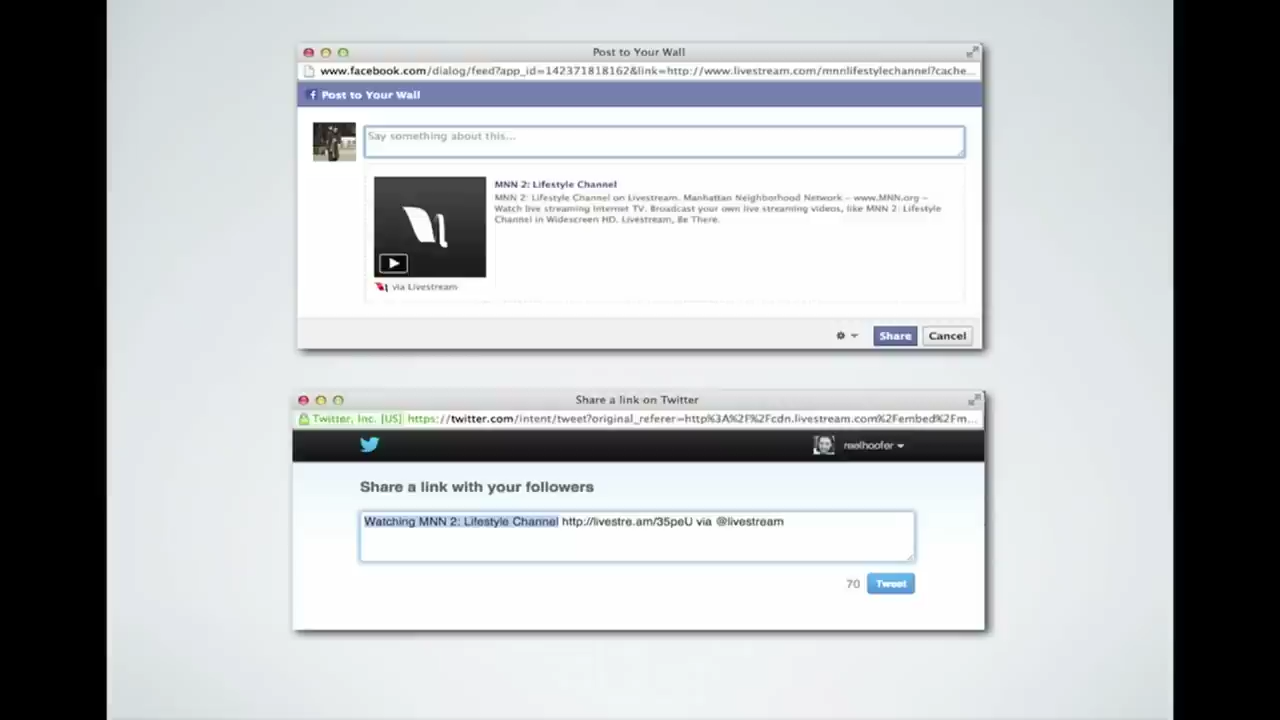 Post to Your Wall
www.facebook.com/dialog/feed?app_id=142371818162&link=http://www.livestream.com/mnnlifestylechannel?cache...
f Post to Your Wall
Say something about this...
MNN 2: Lifestyle Channel
MNN 2: Lifestyle Channel on Livestream. Manhattan Neighborhood Network - www.MNN.org -
Watch live streaming Internet TV. Broadcast your own live streaming videos, like MNN 2: Lifestyle
Channel in Widescreen HD. Livestream, Be There.
via Livestream
Share Cancel
Share a link on Twitter
Twitter, Inc. [US] https://twitter.com/intent/tweet?original_referer=http%3A%2F%2Fcdn.livestream.com%2Fembed%2Fm...
reelhoofer
Share a link with your followers
Watching MNN 2: Lifestyle Channel http://livestre.am/35peU via @livestream
70 Tweet